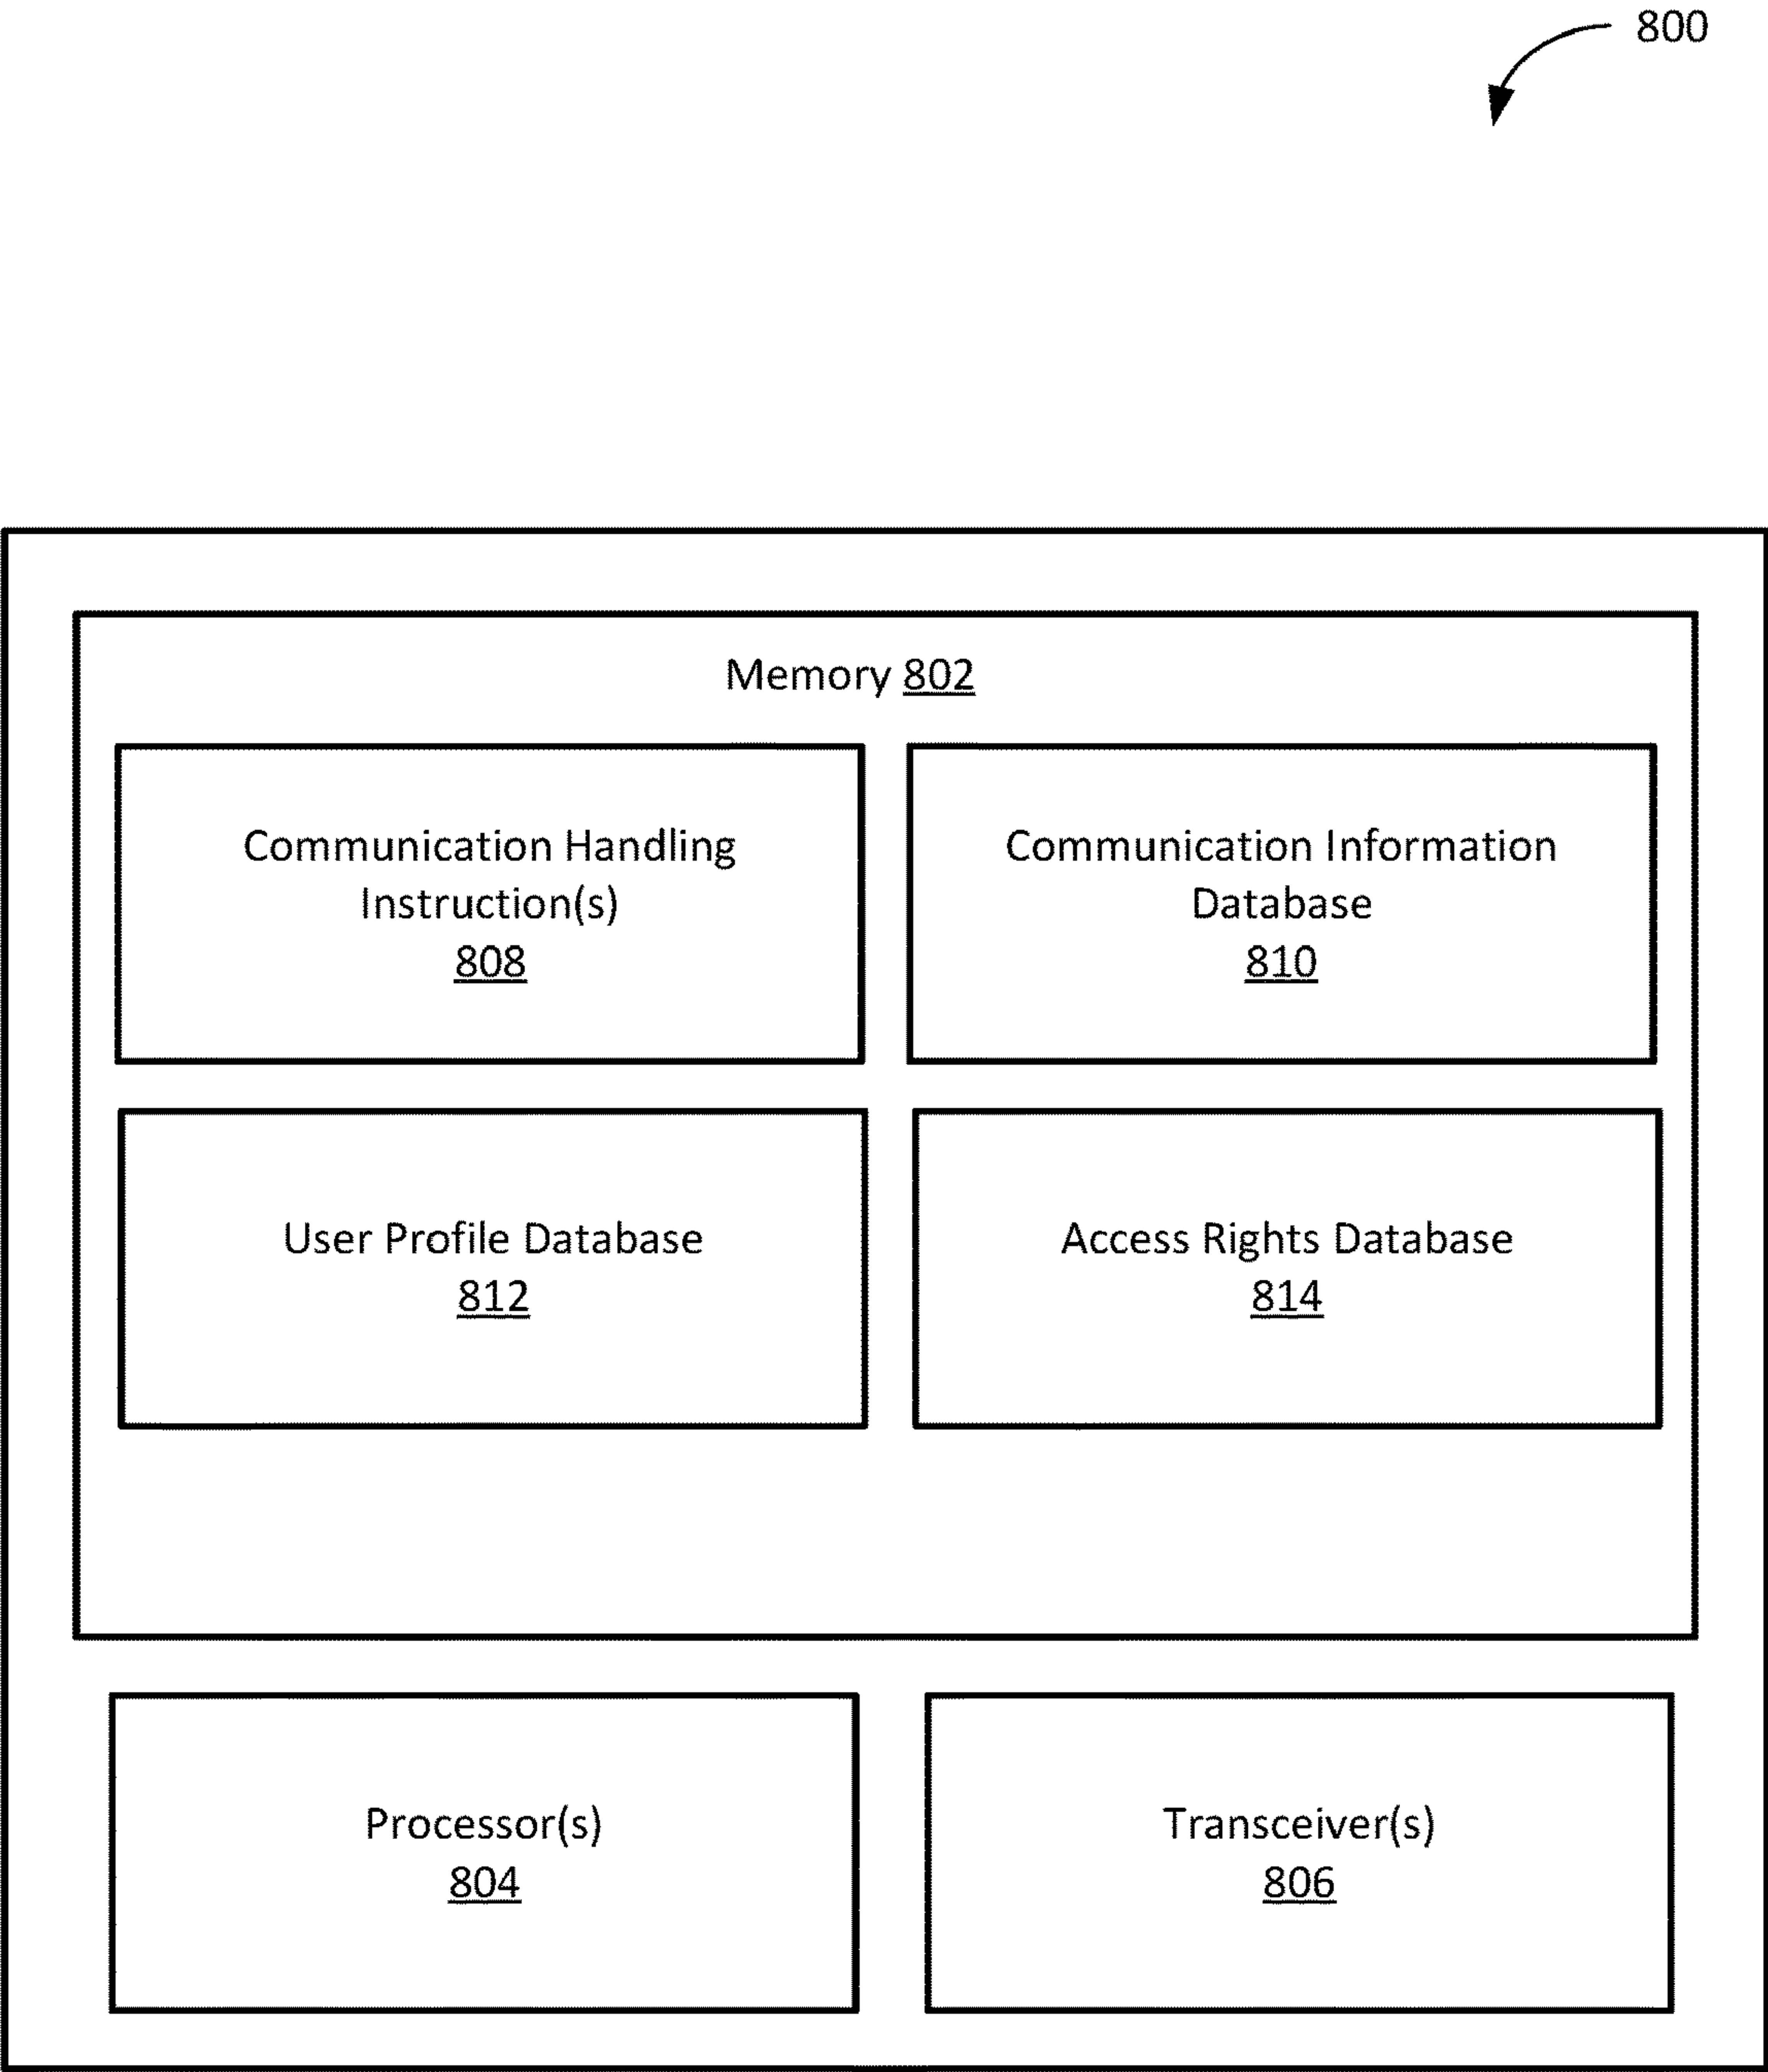 800
Memory 802
Communication Handling
Instruction(s)
808
Communication Information
Database
810
User Profile Database
812
Access Rights Database
814
Processor(s)
804
Transceiver(s)
806